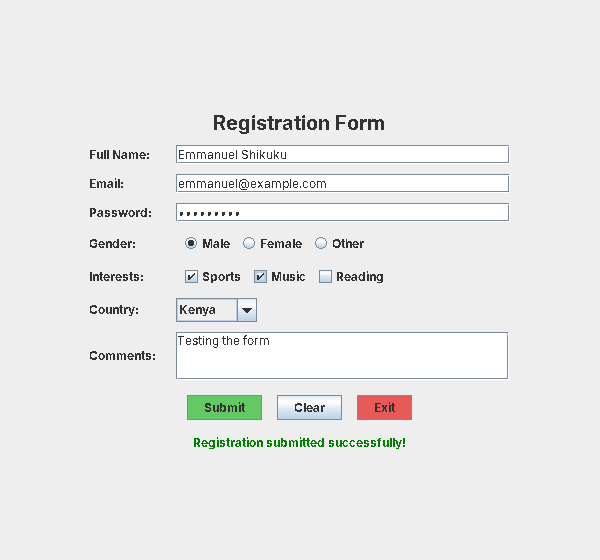 Registration Form
Full Name: Emmanuel Shikuku
Email: emmanuel@example.com
Password: •••••••••
Gender: Male Female Other
Interests: Sports Music Reading
Country: Kenya
Comments: Testing the form
Submit Clear Exit
Registration submitted successfully!